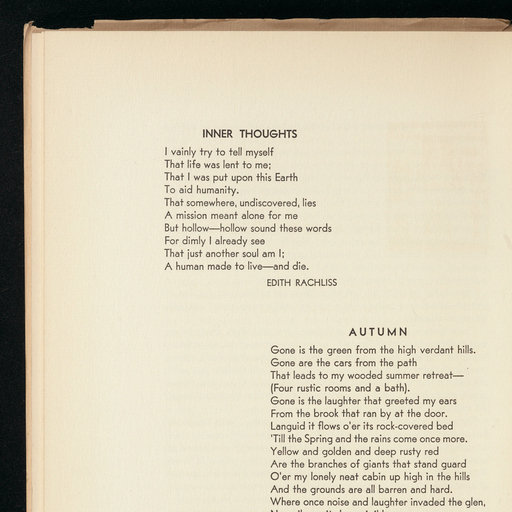 INNER THOUGHTS
I vainly try to tell myself
That life was lent to me;
That I was put upon this Earth
To aid humanity.
That somewhere, undiscovered, lies
A mission meant alone for me
But hollow—hollow sound these words
For dimly I already see
That just another soul am I;
A human made to live—and die.
EDITH RACHLISS
AUTUMN
Gone is the green from the high verdant hills.
Gone are the cars from the path
That leads to my wooded summer retreat—
(Four rustic rooms and a bath).
Gone is the laughter that greeted my ears
From the brook that ran by at the door.
Languid it flows o'er its rock-covered bed
'Till the Spring and the rains come once more.
Yellow and golden and deep rusty red
Are the branches of giants that stand guard
O'er my lonely neat cabin up high in the hills
And the grounds are all barren and hard.
Where once noise and laughter invaded the glen,